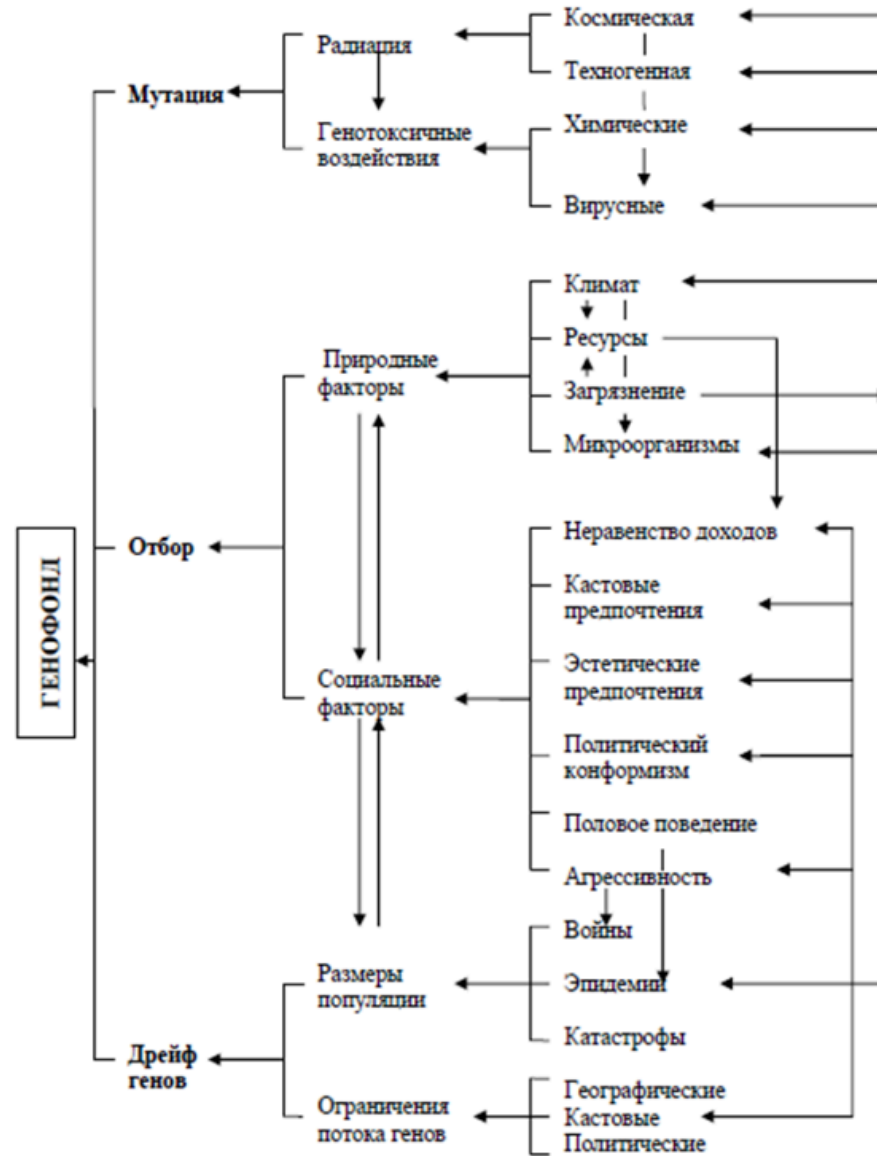 Космическая
Радиация
Техногенная
Мутация
Химические
Генотоксичные
воздействия
Вирусные
Климат
Ресурсы
Природные
факторы
Загрязнение
Микроорганизмы
Неравенство доходов
Отбор
Кастовые
предпочтения
ГЕНОФОНД
Эстетические
предпочтения
Социальные
факторы
Политический
конформизм
Половое поведение
Агрессивность
Войны
Размеры
популяции
Эпидемии
Катастрофы
Дрейф
генов
Географические
Ограничения
потока генов
Кастовые
Политические